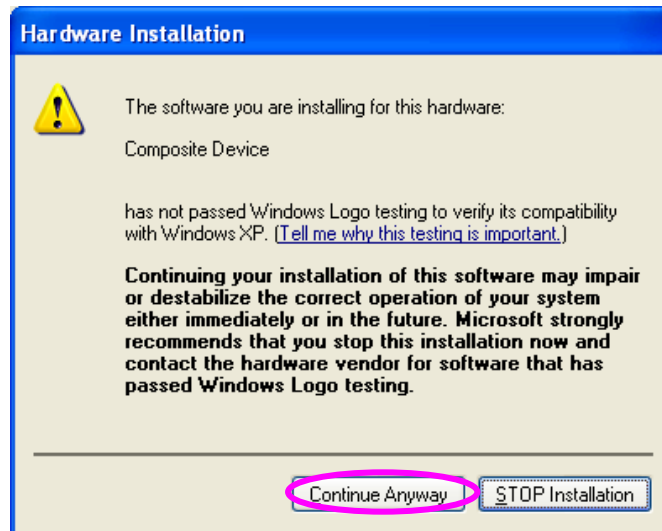 Hardware Installation
The software you are installing for this hardware:
Composite Device
has not passed Windows Logo testing to verify its compatibility
with Windows XP. (Tell me why this testing is important.)
Continuing your installation of this software may impair
or destabilize the correct operation of your system
either immediately or in the future. Microsoft strongly
recommends that you stop this installation now and
contact the hardware vendor for software that has
passed Windows Logo testing.
Continue Anyway STOP Installation